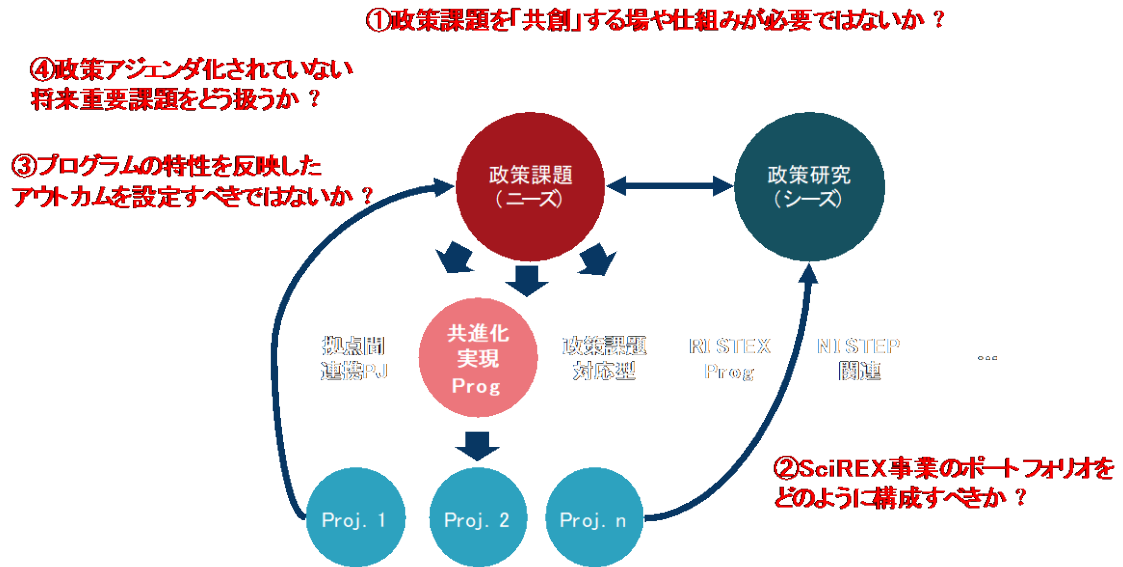 ①政策課題を「共創」する場や仕組みが必要ではないか？
④政策アジェンダ化されていない
将来重要課題をどう扱うか？
③プログラムの特性を反映した
アウトカムを設定すべきではないか？
政策課題
（ニーズ）
政策研究
（シーズ）
共進化
実現
Prog
拠点間
連携PJ
政策課題
対応型
RISTEX
Prog
NISTEP
関連
…
②SciREX事業のポートフォリオを
どのように構成すべきか？
Proj. 1
Proj. 2
Proj. n